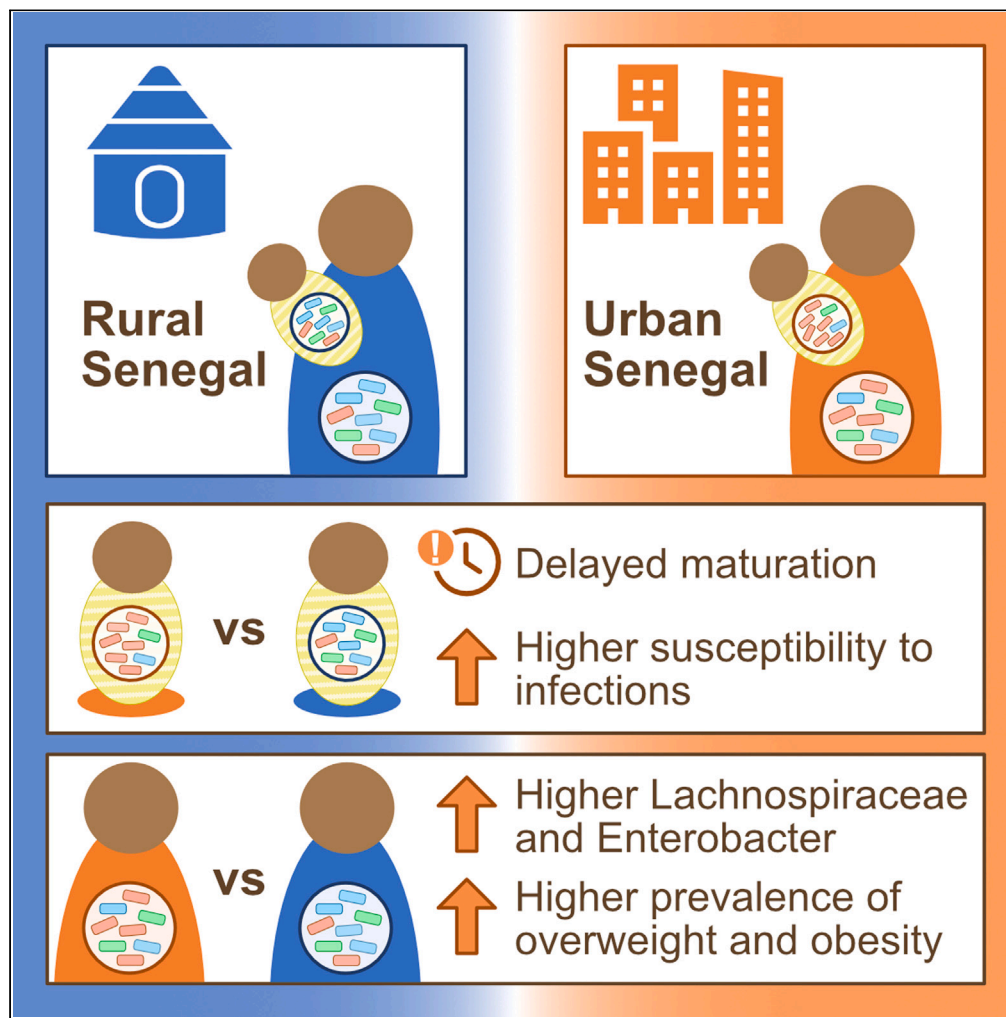 Rural
Senegal
Urban
Senegal
vs
!
Delayed maturation
Higher susceptibility to
infections
vs
Higher Lachnospiraceae
and Enterobacter
Higher prevalence of
overweight and obesity